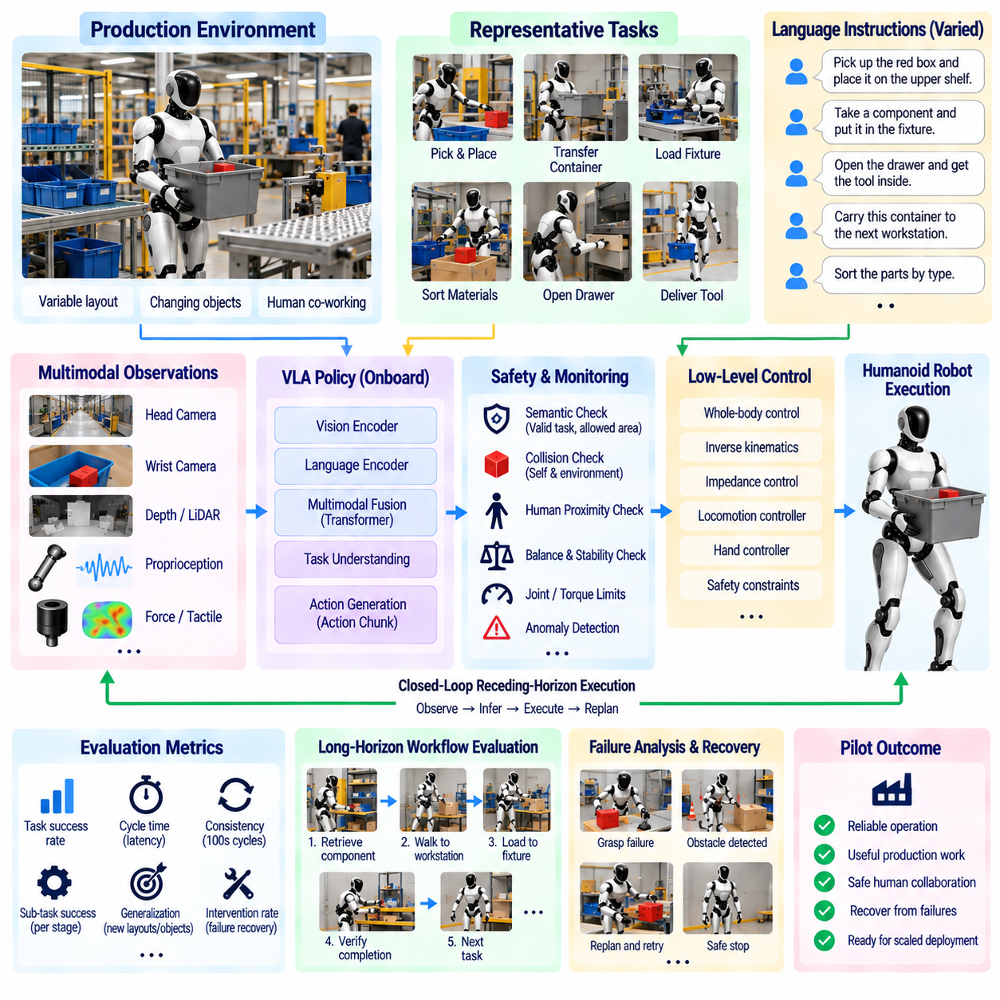 Production Environment
Variable layout
Changing objects
Human co-working
Representative Tasks
Pick & Place
Transfer
Container
Load Fixture
Sort Materials
Open Drawer
Deliver Tool
Language Instructions (Varied)
Pick up the red box and
place it on the upper shelf.
Take a component and
put it in the fixture.
Open the drawer and get
the tool inside.
Carry this container to
the next workstation.
Sort the parts by type.
Multimodal Observations
Head Camera
Wrist Camera
Depth / LiDAR
Proprioception
Force / Tactile
VLA Policy (Onboard)
Vision Encoder
Language Encoder
Multimodal Fusion
(Transformer)
Task Understanding
Action Generation
(Action Chunk)
Safety & Monitoring
Semantic Check
(Valid task, allowed area)
Collision Check
(Self & environment)
Human Proximity Check
Balance & Stability Check
Joint / Torque Limits
Anomaly Detection
Low-Level Control
Whole-body control
Inverse kinematics
Impedance control
Locomotion controller
Hand controller
Safety constraints
Humanoid Robot
Execution
Closed-Loop Receding-Horizon Execution
Observe → Infer → Execute → Replan
Evaluation Metrics
Task success
rate
Cycle time
(latency)
Consistency
(100s cycles)
Sub-task success
(per stage)
Generalization
(new layouts/objects)
Intervention rate
(failure recovery)
Long-Horizon Workflow Evaluation
1. Retrieve
component
2. Walk to
workstation
3. Load to
fixture
4. Verify
completion
5. Next
task
Failure Analysis & Recovery
Grasp failure
Obstacle detected
Replan and retry
Safe stop
Pilot Outcome
Reliable operation
Useful production work
Safe human collaboration
Recover from failures
Ready for scaled deployment